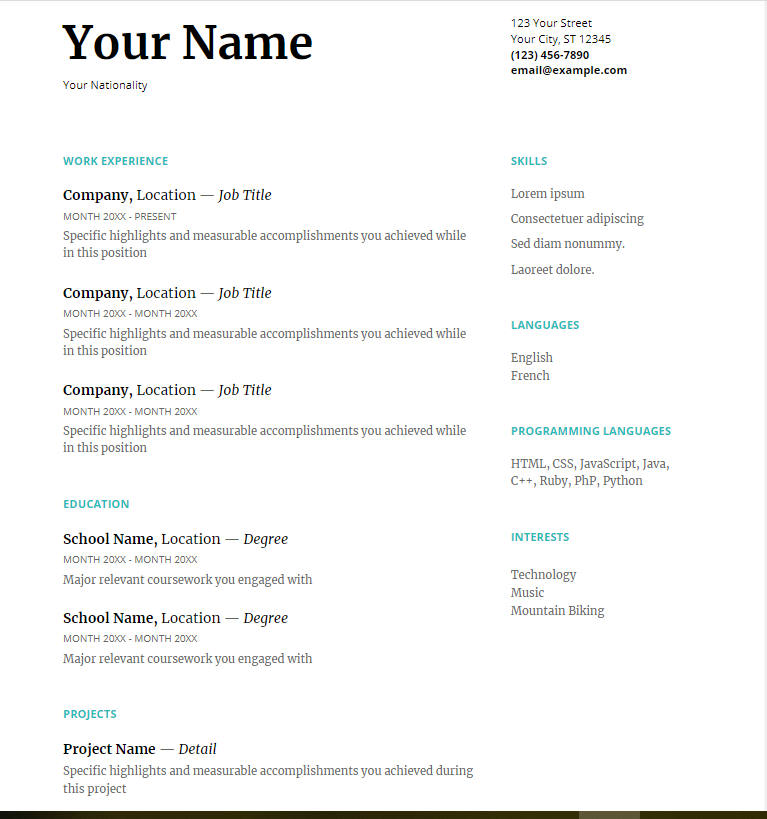 Your Name
Your Nationality
123 Your Street
Your City, ST 12345
(123) 456-7890
email@example.com
WORK EXPERIENCE
Company, Location — Job Title
MONTH 20XX - PRESENT
Specific highlights and measurable accomplishments you achieved while
in this position
Company, Location — Job Title
MONTH 20XX - MONTH 20XX
Specific highlights and measurable accomplishments you achieved while
in this position
Company, Location — Job Title
MONTH 20XX - MONTH 20XX
Specific highlights and measurable accomplishments you achieved while
in this position
EDUCATION
School Name, Location — Degree
MONTH 20XX - MONTH 20XX
Major relevant coursework you engaged with
School Name, Location — Degree
MONTH 20XX - MONTH 20XX
Major relevant coursework you engaged with
PROJECTS
Project Name — Detail
Specific highlights and measurable accomplishments you achieved during
this project
SKILLS
Lorem ipsum
Consectetuer adipiscing
Sed diam nonummy.
Laoreet dolore.
LANGUAGES
English
French
PROGRAMMING LANGUAGES
HTML, CSS, JavaScript, Java,
C++, Ruby, PhP, Python
INTERESTS
Technology
Music
Mountain Biking